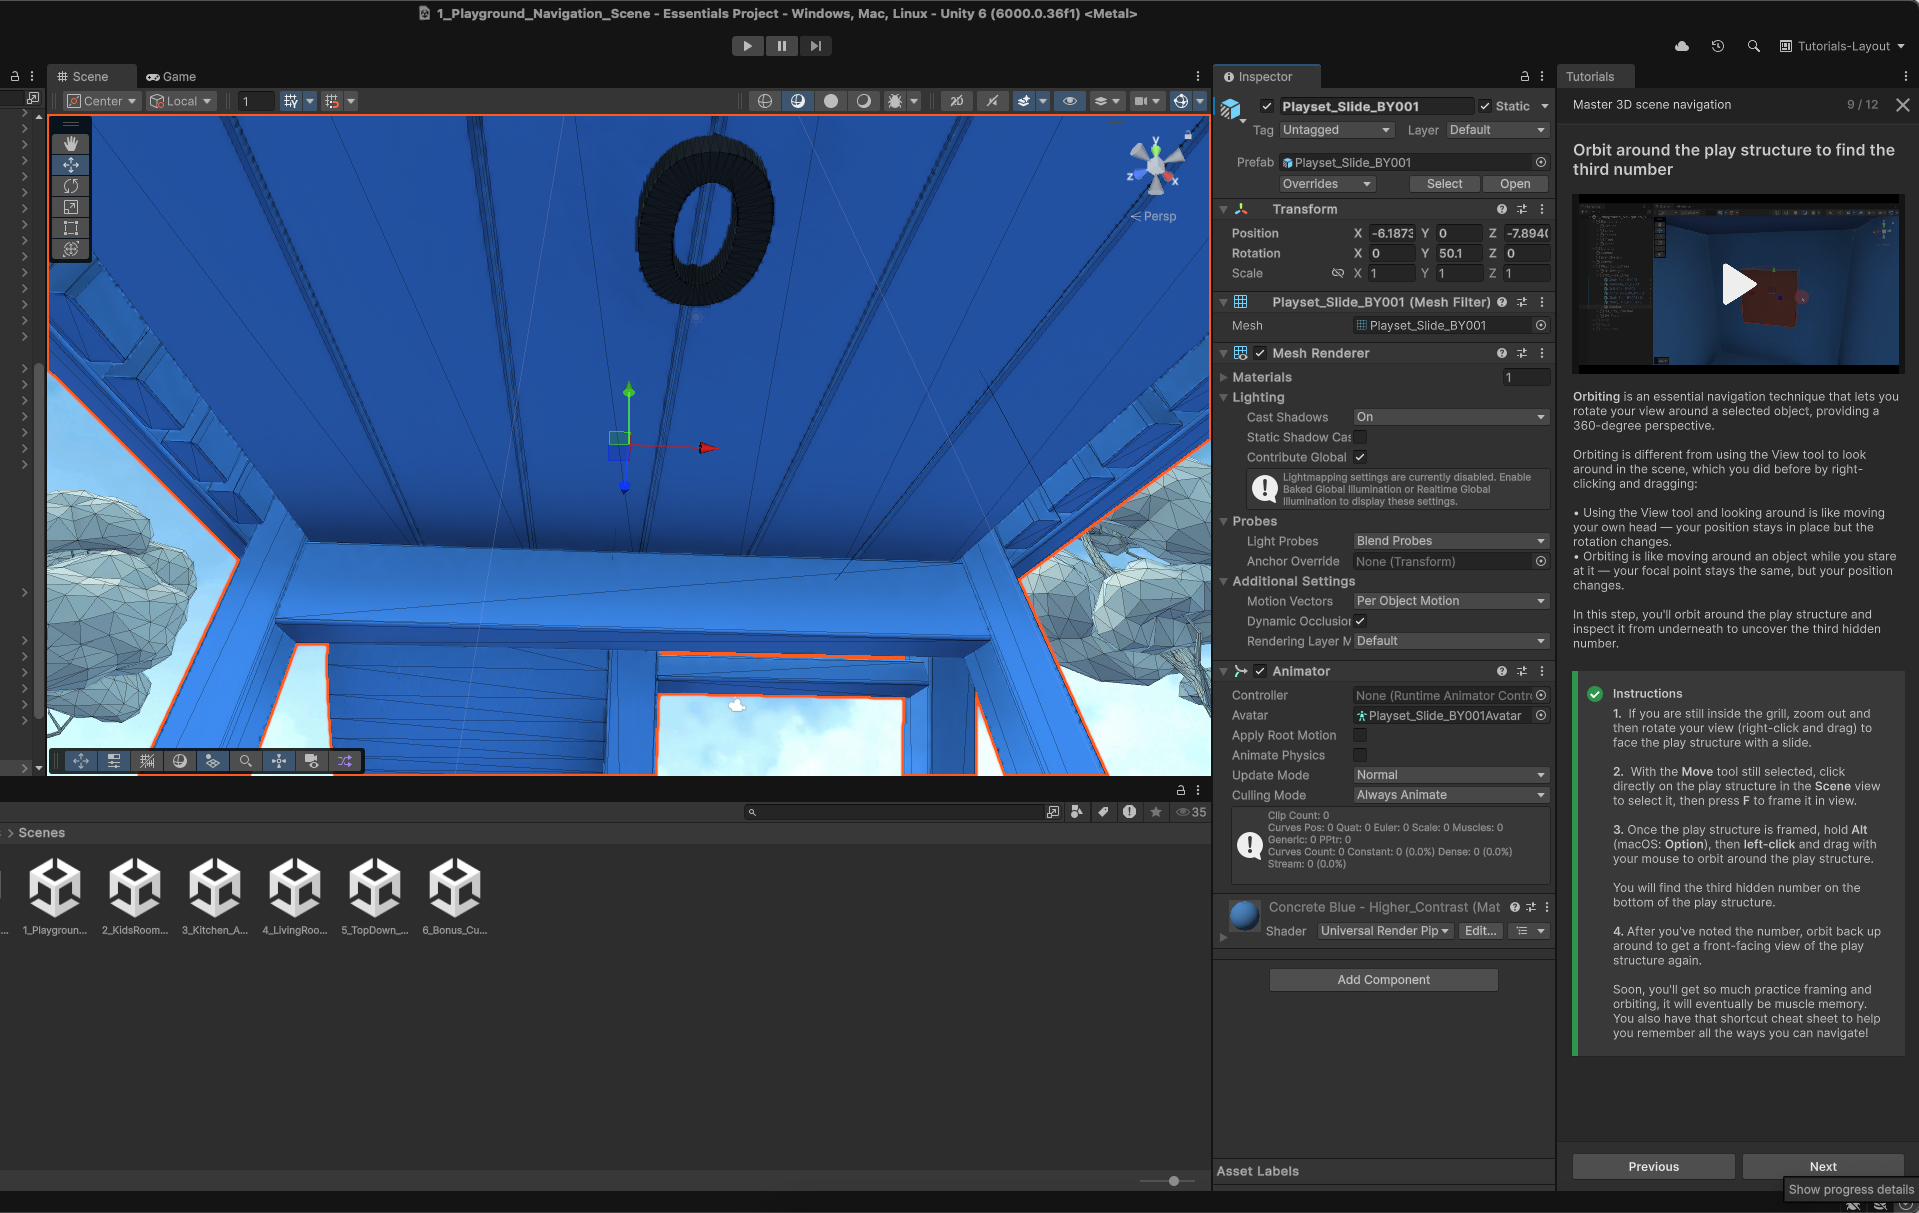 1_Playground_Navigation_Scene - Essentials Project - Windows, Mac, Linux - Unity 6 (6000.0.36f1) <Metal>
Tutorials-Layout
Scene
Game
Center
Local
1
2D
0
Y
Z
X
Persp
Scenes
35
1_Playgroun...
2_KidsRoom...
3_Kitchen_A...
4_LivingRoo...
5_TopDown_...
6_Bonus_Cu...
Inspector
Playset_Slide_BY001
Static
Tag Untagged Layer Default
Prefab Playset_Slide_BY001
Overrides Select Open
Transform
Position X -6.1873 Y 0 Z -7.8940
Rotation X 0 Y 50.1 Z 0
Scale X 1 Y 1 Z 1
Playset_Slide_BY001 (Mesh Filter)
Mesh Playset_Slide_BY001
Mesh Renderer
Materials 1
Lighting
Cast Shadows On
Static Shadow Cas
Contribute Global
Lightmapping settings are currently disabled. Enable
Baked Global Illumination or Realtime Global
Illumination to display these settings.
Probes
Light Probes Blend Probes
Anchor Override None (Transform)
Additional Settings
Motion Vectors Per Object Motion
Dynamic Occlusion
Rendering Layer M Default
Animator
Controller None (Runtime Animator Contro
Avatar Playset_Slide_BY001Avatar
Apply Root Motion
Animate Physics
Update Mode Normal
Culling Mode Always Animate
Clip Count: 0
Curves Pos: 0 Quat: 0 Euler: 0 Scale: 0 Muscles: 0
Generic: 0 PPtr: 0
Curves Count: 0 Constant: 0 (0.0%) Dense: 0 (0.0%)
Stream: 0 (0.0%)
Concrete Blue - Higher_Contrast (Mat
Shader Universal Render Pip Edit...
Add Component
Asset Labels
Tutorials
Master 3D scene navigation 9 / 12
Orbit around the play structure to find the
third number
Orbiting is an essential navigation technique that lets you
rotate your view around a selected object, providing a
360-degree perspective.
Orbiting is different from using the View tool to look
around in the scene, which you did before by right-
clicking and dragging:
• Using the View tool and looking around is like moving
your own head — your position stays in place but the
rotation changes.
• Orbiting is like moving around an object while you stare
at it — your focal point stays the same, but your position
changes.
In this step, you'll orbit around the play structure and
inspect it from underneath to uncover the third hidden
number.
Instructions
1. If you are still inside the grill, zoom out and
then rotate your view (right-click and drag) to
face the play structure with a slide.
2. With the Move tool still selected, click
directly on the play structure in the Scene view
to select it, then press F to frame it in view.
3. Once the play structure is framed, hold Alt
(macOS: Option), then left-click and drag with
your mouse to orbit around the play structure.
You will find the third hidden number on the
bottom of the play structure.
4. After you've noted the number, orbit back up
around to get a front-facing view of the play
structure again.
Soon, you'll get so much practice framing and
orbiting, it will eventually be muscle memory.
You also have that shortcut cheat sheet to help
you remember all the ways you can navigate!
Previous
Next
Show progress details